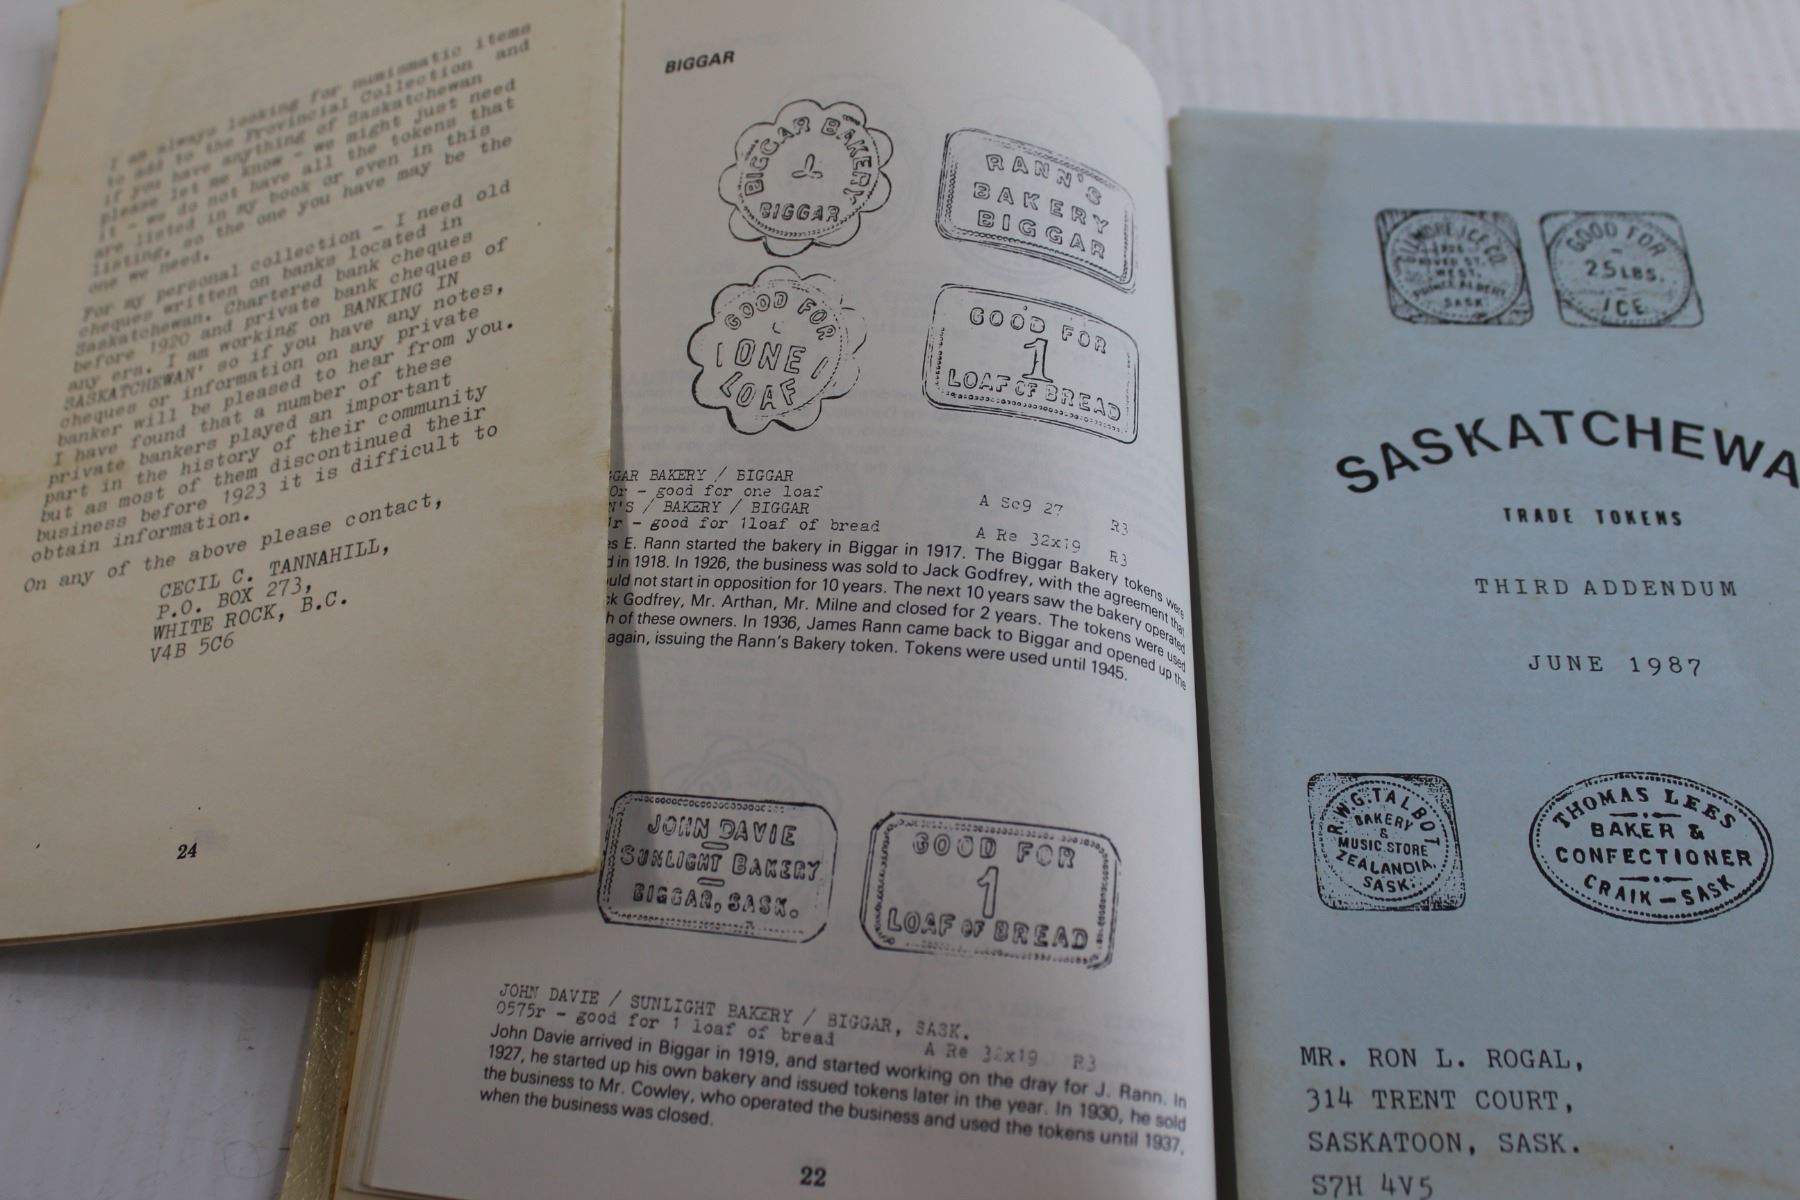 I am always looking for numismatic items
to add to the Provincial Collection and
if you have anything of Saskatchewan
please let me know - we might just need
it - we do not have all the tokens that
are listed in my book or even in this
listing, so the one you have may be the
one we need.
For my personal collection - I need old
cheques written on banks located in
Saskatchewan. Chartered bank cheques
before 1920 and private bank cheques of
any era. I am working on BANKING IN
SASKATCHEWAN' so if you have any notes,
cheques or information on any private
banker will be pleased to hear from you.
I have found that a number of these
private bankers played an important
part in the history of their community
but as most of them discontinued their
business before 1923 it is difficult to
obtain information.
On any of the above please contact,
CECIL C. TANNAHILL,
P.O. BOX 273,
WHITE ROCK, B.C.
V4B 5C6
24
BIGGAR
BIGGAR BAKERY
BIGGAR
RANN'S
BAKERY
BIGGAR
GOOD FOR
ONE
LOAF
GOOD FOR
1
LOAF OF BREAD
GGAR BAKERY / BIGGAR
0r - good for one loaf A Sc9 27 R3
N'S / BAKERY / BIGGAR
r - good for 1loaf of bread A Re 32x19 R3
es E. Rann started the bakery in Biggar in 1917. The Biggar Bakery tokens were
d in 1918. In 1926, the business was sold to Jack Godfrey, with the agreement that
uld not start in opposition for 10 years. The next 10 years saw the bakery operated
ck Godfrey, Mr. Arthan, Mr. Milne and closed for 2 years. The tokens were used
h of these owners. In 1936, James Rann came back to Biggar and opened up the
again, issuing the Rann's Bakery token. Tokens were used until 1945.
JOHN DAVIE
SUNLIGHT BAKERY
BIGGAR, SASK.
GOOD FOR
1
LOAF OF BREAD
JOHN DAVIE / SUNLIGHT BAKERY / BIGGAR, SASK.
0575r - good for 1 loaf of bread A Re 32x19 R3
John Davie arrived in Biggar in 1919, and started working on the dray for J. Rann. In
1927, he started up his own bakery and issued tokens later in the year. In 1930, he sold
the business to Mr. Cowley, who operated the business and used the tokens until 1937,
when the business was closed.
22
GILMORE ICE CO.
RIVER ST.
WEST,
PRINCE ALBERT
SASK
GOOD FOR
25 LBS.
ICE
SASKATCHEWA
TRADE TOKENS
THIRD ADDENDUM
JUNE 1987
R.W.G. TALBOT
BAKERY
&
MUSIC STORE
ZEALANDIA,
SASK.
THOMAS LEES
BAKER &
CONFECTIONER
CRAIK - SASK
MR. RON L. ROGAL,
314 TRENT COURT,
SASKATOON, SASK.
S7H 4V5